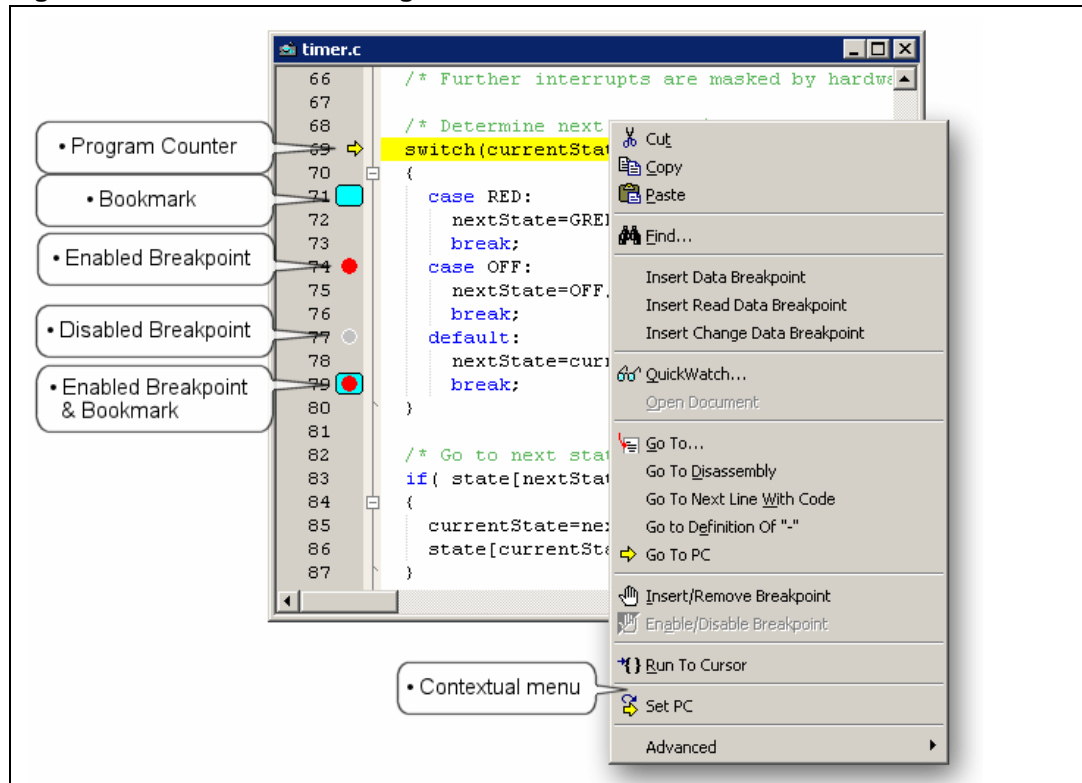 timer.c
66 /* Further interrupts are masked by hardwa
67
68 /* Determine next
• Program Counter
69 switch(currentStat
70 {
• Bookmark
71 case RED:
72 nextState=GREE
73 break;
• Enabled Breakpoint
74 case OFF:
75 nextState=OFF
76 break;
• Disabled Breakpoint
77 default:
78 nextState=curr
• Enabled Breakpoint
& Bookmark
79 break;
80 }
81
82 /* Go to next stat
83 if( state[nextStat
84 {
85 currentState=nex
86 state[currentSta
87 }
Cut
Copy
Paste
Find...
Insert Data Breakpoint
Insert Read Data Breakpoint
Insert Change Data Breakpoint
QuickWatch...
Open Document
Go To...
Go To Disassembly
Go To Next Line With Code
Go to Definition Of "-"
Go To PC
Insert/Remove Breakpoint
Enable/Disable Breakpoint
Run To Cursor
• Contextual menu
Set PC
Advanced